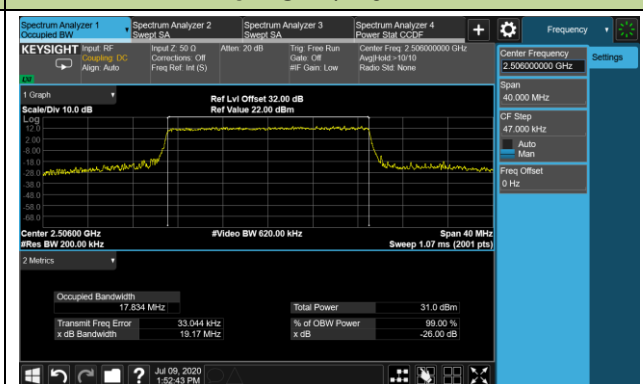 Spectrum Analyzer 1
Occupied BW
Spectrum Analyzer 2
Swept SA
Spectrum Analyzer 3
Swept SA
Spectrum Analyzer 4
Power Stat CCDF
Frequency
KEYSIGHT
Input: RF
Coupling: DC
Align: Auto
Input Z: 50 Ω
Corrections: Off
Freq Ref: Int (S)
Atten: 20 dB
Trig: Free Run
Gate: Off
#IF Gain: Low
Center Freq: 2.506000000 GHz
Avg|Hold:>10/10
Radio Std: None
Center Frequency
2.506000000 GHz
Settings
Span
40.000 MHz
CF Step
47.000 kHz
Auto
Man
Freq Offset
0 Hz
1 Graph
Scale/Div 10.0 dB
Ref Lvl Offset 32.00 dB
Ref Value 22.00 dBm
Log
12.0
2.00
-8.00
-18.0
-28.0
-38.0
-48.0
-58.0
-68.0
Center 2.50600 GHz
#Res BW 200.00 kHz
#Video BW 620.00 kHz
Span 40 MHz
Sweep 1.07 ms (2001 pts)
2 Metrics
Occupied Bandwidth
17.834 MHz
Total Power 31.0 dBm
Transmit Freq Error 33.044 kHz
% of OBW Power 99.00 %
x dB Bandwidth 19.17 MHz
x dB -26.00 dB
Jul 09, 2020
1:52:43 PM